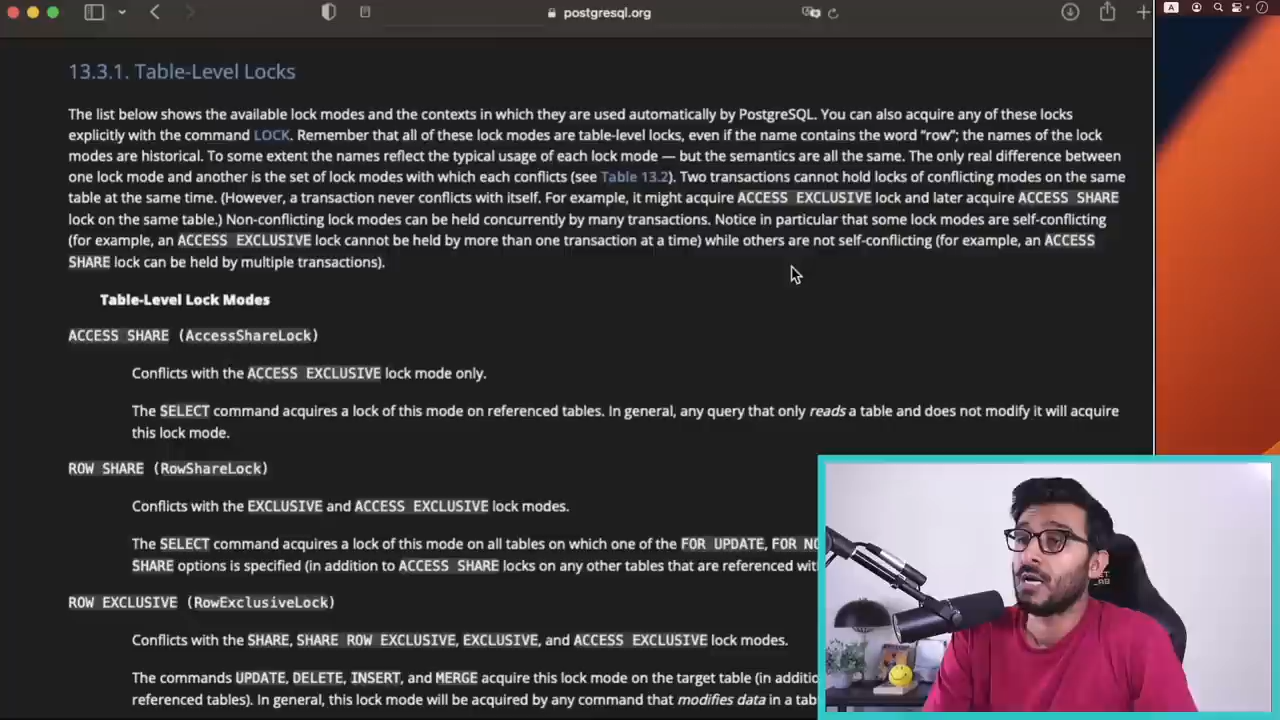 postgresql.org
13.3.1. Table-Level Locks
The list below shows the available lock modes and the contexts in which they are used automatically by PostgreSQL. You can also acquire any of these locks
explicitly with the command LOCK. Remember that all of these lock modes are table-level locks, even if the name contains the word “row”; the names of the lock
modes are historical. To some extent the names reflect the typical usage of each lock mode — but the semantics are all the same. The only real difference between
one lock mode and another is the set of lock modes with which each conflicts (see Table 13.2). Two transactions cannot hold locks of conflicting modes on the same
table at the same time. (However, a transaction never conflicts with itself. For example, it might acquire ACCESS EXCLUSIVE lock and later acquire ACCESS SHARE
lock on the same table.) Non-conflicting lock modes can be held concurrently by many transactions. Notice in particular that some lock modes are self-conflicting
(for example, an ACCESS EXCLUSIVE lock cannot be held by more than one transaction at a time) while others are not self-conflicting (for example, an ACCESS
SHARE lock can be held by multiple transactions).
Table-Level Lock Modes
ACCESS SHARE (AccessShareLock)
Conflicts with the ACCESS EXCLUSIVE lock mode only.
The SELECT command acquires a lock of this mode on referenced tables. In general, any query that only reads a table and does not modify it will acquire
this lock mode.
ROW SHARE (RowShareLock)
Conflicts with the EXCLUSIVE and ACCESS EXCLUSIVE lock modes.
The SELECT command acquires a lock of this mode on all tables on which one of the FOR UPDATE, FOR NO
SHARE options is specified (in addition to ACCESS SHARE locks on any other tables that are referenced
ROW EXCLUSIVE (RowExclusiveLock)
Conflicts with the SHARE, SHARE ROW EXCLUSIVE, EXCLUSIVE, and ACCESS EXCLUSIVE lock modes.
The commands UPDATE, DELETE, INSERT, and MERGE acquire this lock mode on the target table (in
referenced tables). In general, this lock mode will be acquired by any command that modifies data in a